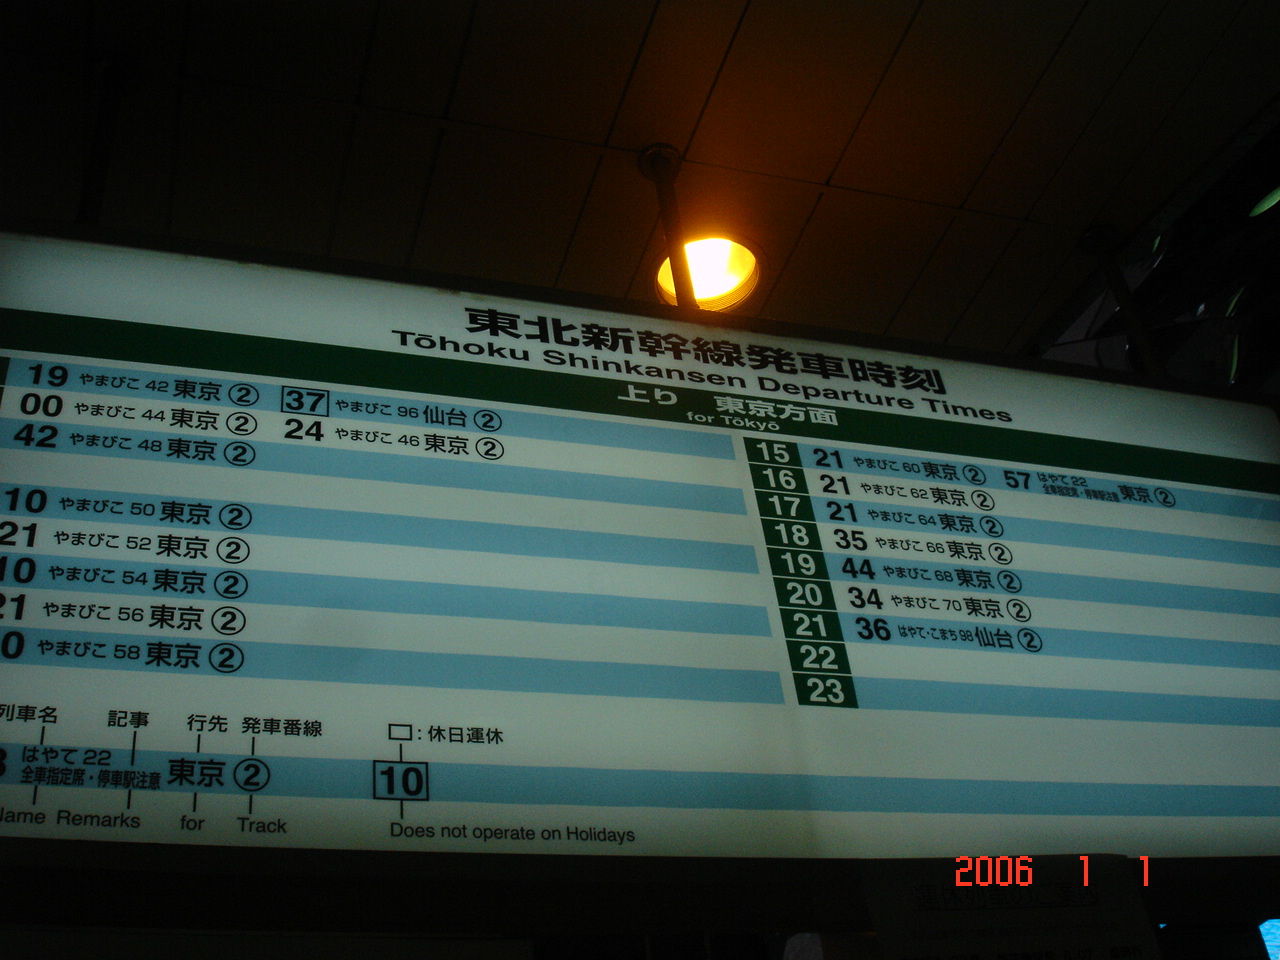 東北新幹線発車時刻
Tōhoku Shinkansen Departure Times
上り 東京方面
for Tōkyō
19 やまびこ 42 東京 ② 37 やまびこ 96 仙台 ②
00 やまびこ 44 東京 ② 24 やまびこ 46 東京 ②
42 やまびこ 48 東京 ②
10 やまびこ 50 東京 ②
21 やまびこ 52 東京 ②
10 やまびこ 54 東京 ②
21 やまびこ 56 東京 ②
0 やまびこ 58 東京 ②
15 21 やまびこ 60 東京 ② 57 はやて 22 全車指定席・停車駅注意 東京 ②
16 21 やまびこ 62 東京 ②
17 21 やまびこ 64 東京 ②
18 35 やまびこ 66 東京 ②
19 44 やまびこ 68 東京 ②
20 34 やまびこ 70 東京 ②
21 36 はやて・こまち 98 仙台 ②
22
23
列車名 記事 行先 発車番線 □:休日運休
はやて 22
全車指定席・停車駅注意 東京 ② 10
Name Remarks for Track Does not operate on Holidays
2006 1 1